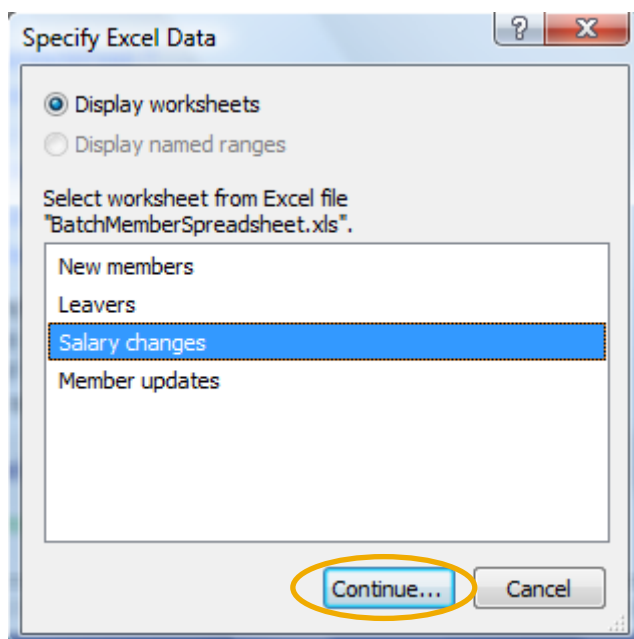 Specify Excel Data
?
Display worksheets
Display named ranges
Select worksheet from Excel file
"BatchMemberSpreadsheet.xls".
New members
Leavers
Salary changes
Member updates
Continue...
Cancel